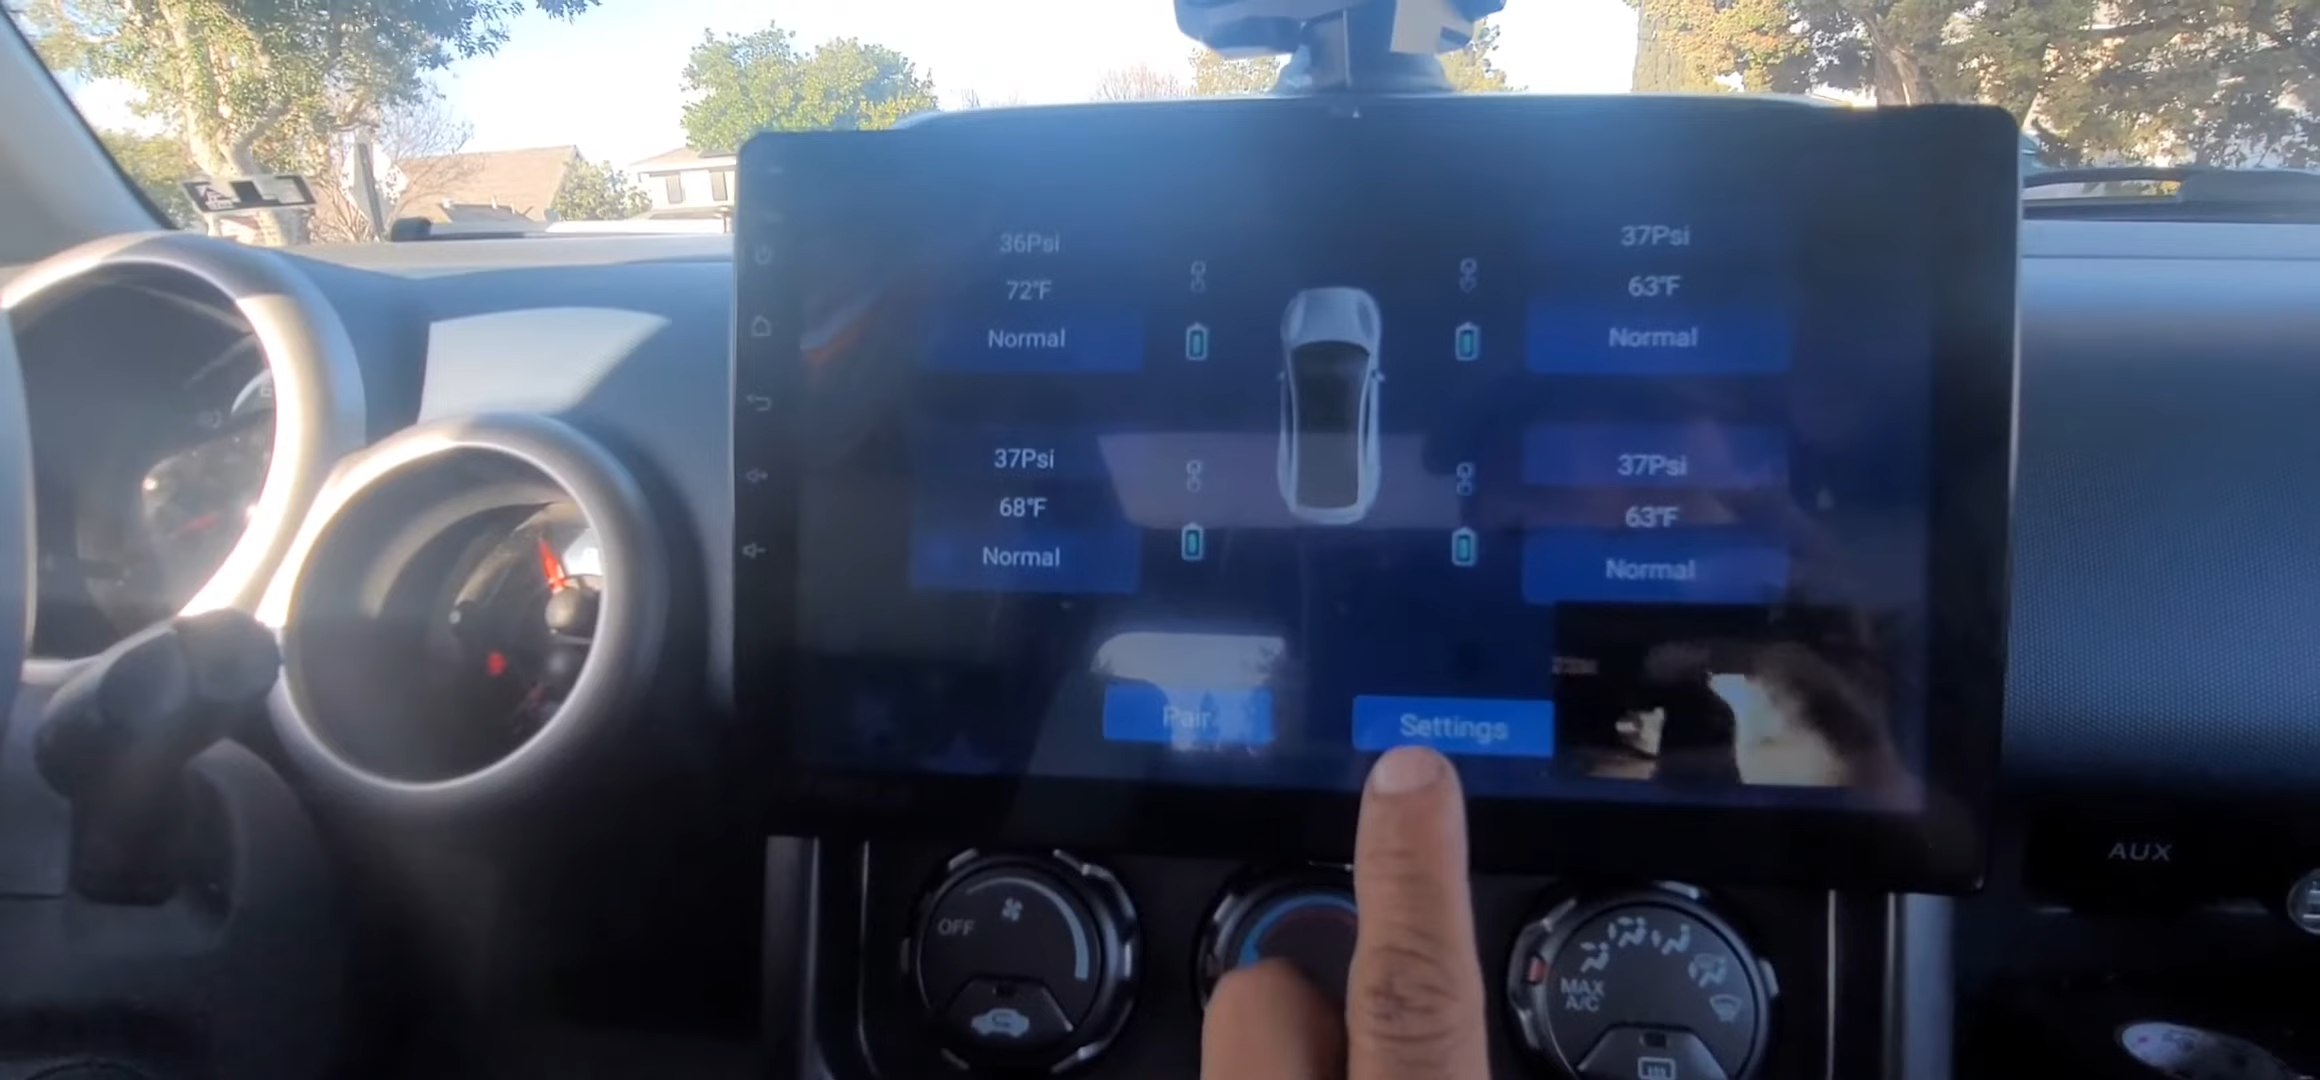 36Psi
72°F
Normal
37Psi
63°F
Normal
37Psi
68°F
Normal
37Psi
63°F
Normal
Pair
Settings
AUX
OFF
MAX
A/C